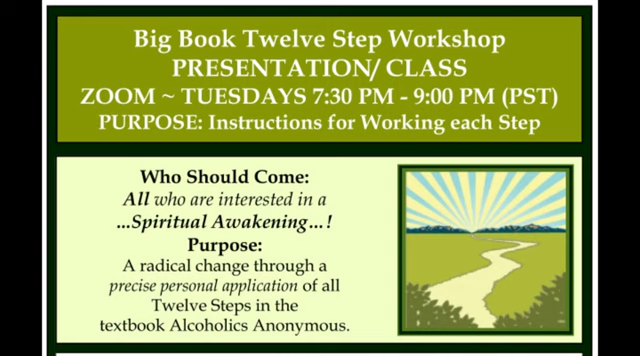 Big Book Twelve Step Workshop
PRESENTATION/ CLASS
ZOOM ~ TUESDAYS 7:30 PM - 9:00 PM (PST)
PURPOSE: Instructions for Working each Step
Who Should Come:
All who are interested in a
...Spiritual Awakening...!
Purpose:
A radical change through a
precise personal application of all
Twelve Steps in the
textbook Alcoholics Anonymous.